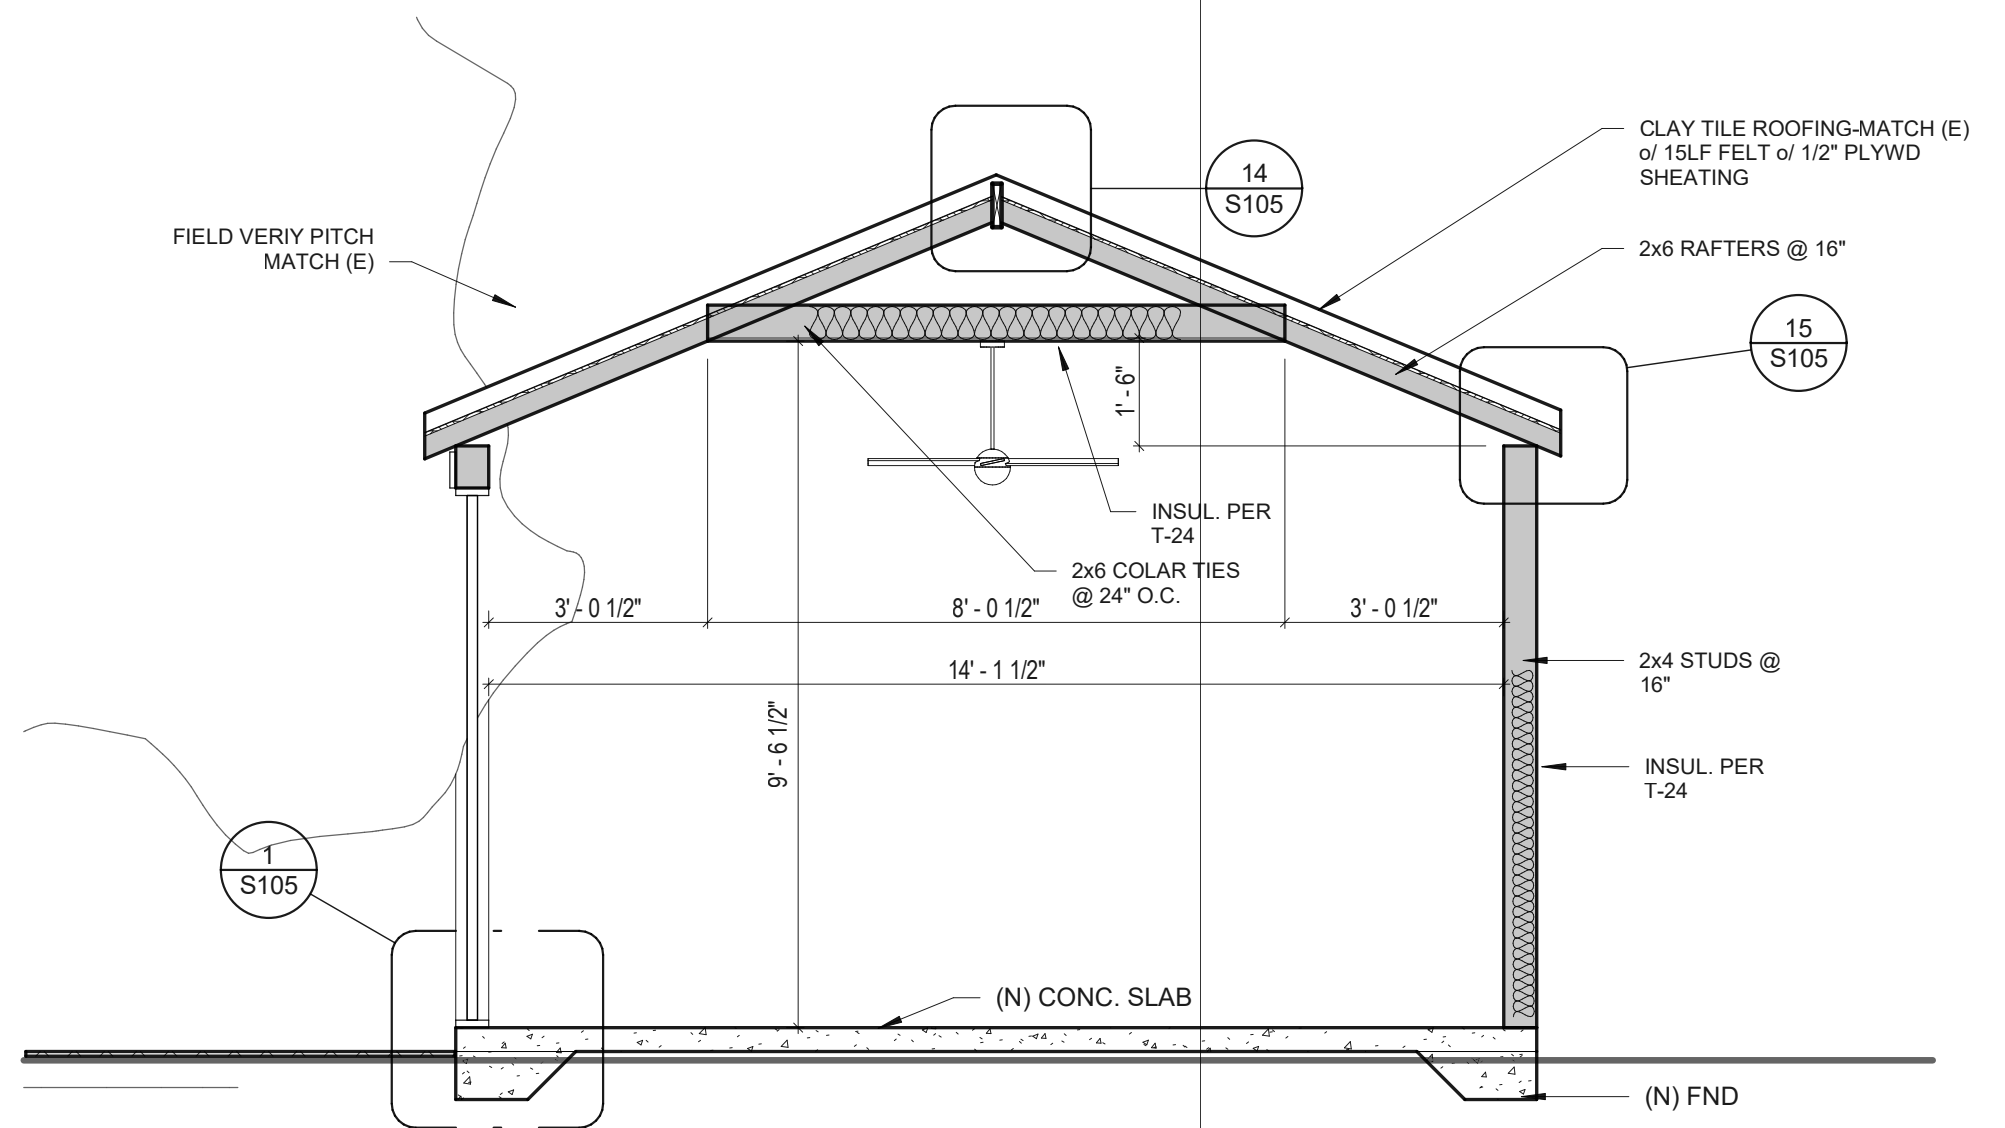 14
S105
CLAY TILE ROOFING-MATCH (E)
o/ 15LF FELT o/ 1/2" PLYWD
SHEATING
FIELD VERIY PITCH
MATCH (E)
2x6 RAFTERS @ 16"
15
S105
1' - 6"
INSUL. PER
T-24
2x6 COLAR TIES
@ 24" O.C.
3' - 0 1/2"
8' - 0 1/2"
3' - 0 1/2"
14' - 1 1/2"
2x4 STUDS @
16"
9' - 6 1/2"
INSUL. PER
T-24
1
S105
(N) CONC. SLAB
(N) FND